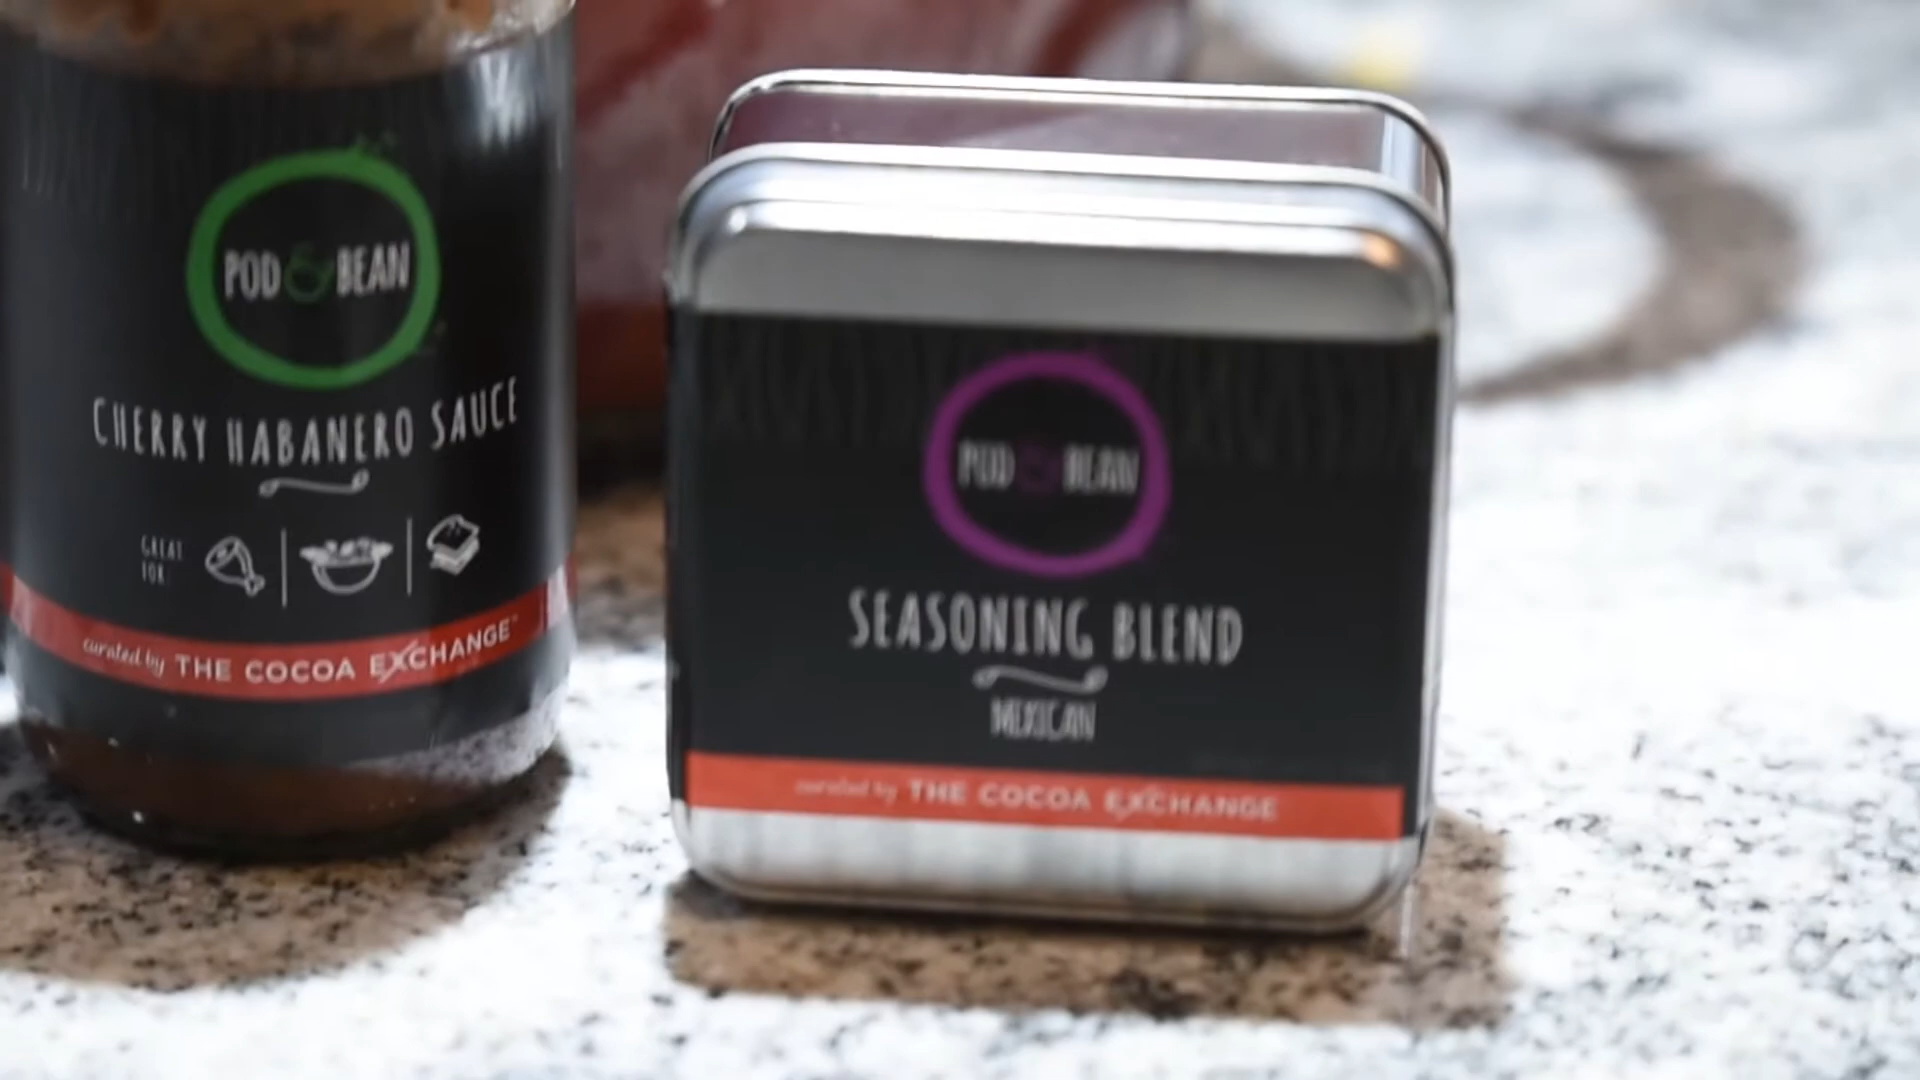 POD & BEAN
CHERRY HABANERO SAUCE
GREAT
FOR
curated by THE COCOA EXCHANGE™
POD & BEAN
SEASONING BLEND
MEXICAN
curated by THE COCOA EXCHANGE